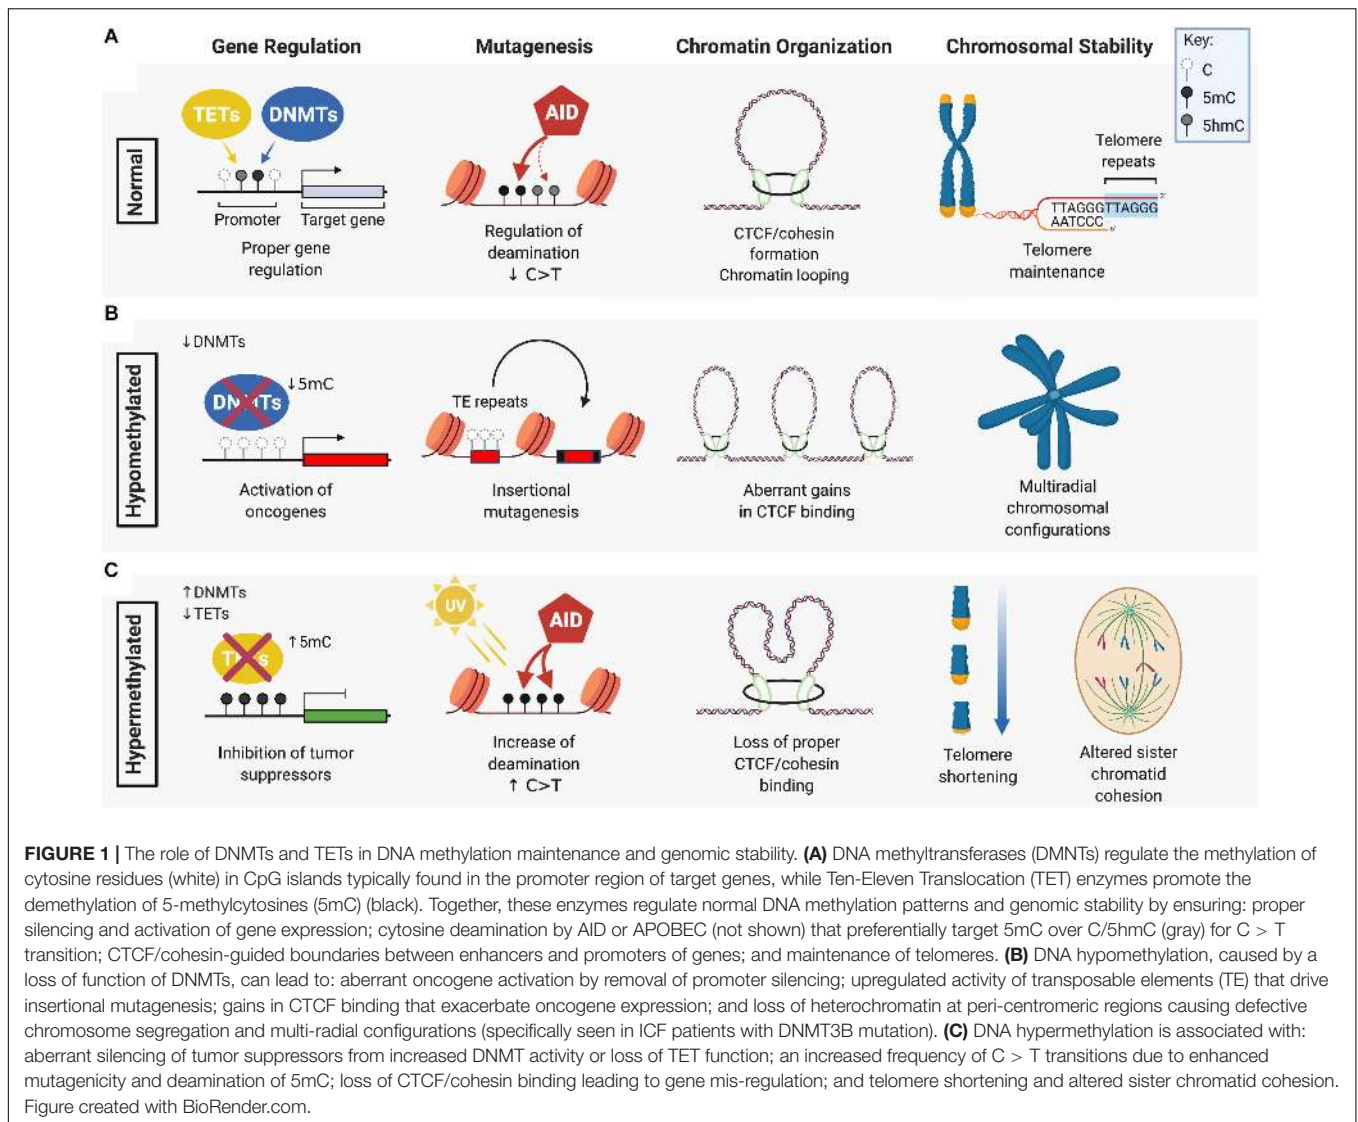 A
Gene Regulation
Mutagenesis
Chromatin Organization
Chromosomal Stability
Key:
C
5mC
5hmC
Normal
TETs
DNMTs
Promoter
Target gene
Proper gene
regulation
AID
Regulation of
deamination
↓ C>T
CTCF/cohesin
formation
Chromatin looping
Telomere
repeats
TTAGGGTTAGGG
AATCCC
Telomere
maintenance
B
Hypomethylated
↓DNMTs
↓5mC
DNMTs
Activation of
oncogenes
TE repeats
Insertional
mutagenesis
Aberrant gains
in CTCF binding
Multiradial
chromosomal
configurations
C
Hypermethylated
↑DNMTs
↓TETs
↑5mC
TETs
Inhibition of tumor
suppressors
UV
AID
Increase of
deamination
↑ C>T
Loss of proper
CTCF/cohesin
binding
Telomere
shortening
Altered sister
chromatid
cohesion
FIGURE 1 | The role of DNMTs and TETs in DNA methylation maintenance and genomic stability. (A) DNA methyltransferases (DMNTs) regulate the methylation of
cytosine residues (white) in CpG islands typically found in the promoter region of target genes, while Ten-Eleven Translocation (TET) enzymes promote the
demethylation of 5-methylcytosines (5mC) (black). Together, these enzymes regulate normal DNA methylation patterns and genomic stability by ensuring: proper
silencing and activation of gene expression; cytosine deamination by AID or APOBEC (not shown) that preferentially target 5mC over C/5hmC (gray) for C > T
transition; CTCF/cohesin-guided boundaries between enhancers and promoters of genes; and maintenance of telomeres. (B) DNA hypomethylation, caused by a
loss of function of DNMTs, can lead to: aberrant oncogene activation by removal of promoter silencing; upregulated activity of transposable elements (TE) that drive
insertional mutagenesis; gains in CTCF binding that exacerbate oncogene expression; and loss of heterochromatin at peri-centromeric regions causing defective
chromosome segregation and multi-radial configurations (specifically seen in ICF patients with DNMT3B mutation). (C) DNA hypermethylation is associated with:
aberrant silencing of tumor suppressors from increased DNMT activity or loss of TET function; an increased frequency of C > T transitions due to enhanced
mutagenicity and deamination of 5mC; loss of CTCF/cohesin binding leading to gene mis-regulation; and telomere shortening and altered sister chromatid cohesion.
Figure created with BioRender.com.